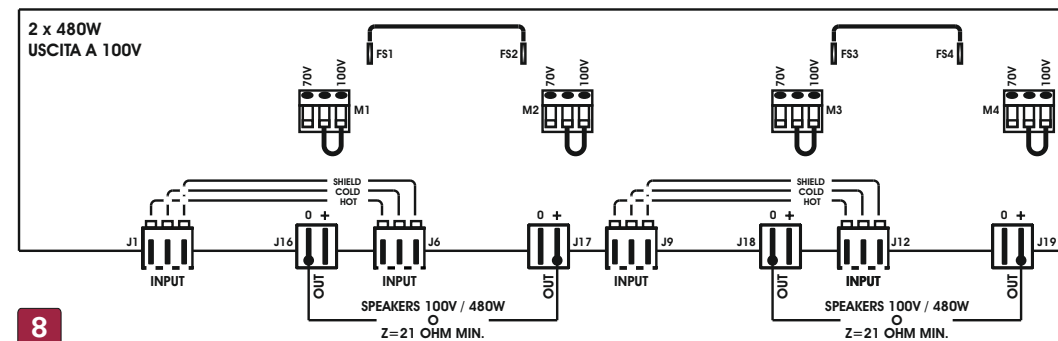 2 x 480W
USCITA A 100V
FS1
FS2
FS3
FS4
70V
100V
M1
70V
100V
M2
70V
100V
M3
70V
100V
M4
SHIELD
COLD
HOT
SHIELD
COLD
HOT
J1
INPUT
J16
0 +
OUT
J6
INPUT
0 +
J17
OUT
J9
INPUT
J18
0 +
OUT
J12
INPUT
0 +
J19
OUT
SPEAKERS 100V / 480W
Z=21 OHM MIN.
SPEAKERS 100V / 480W
Z=21 OHM MIN.
8